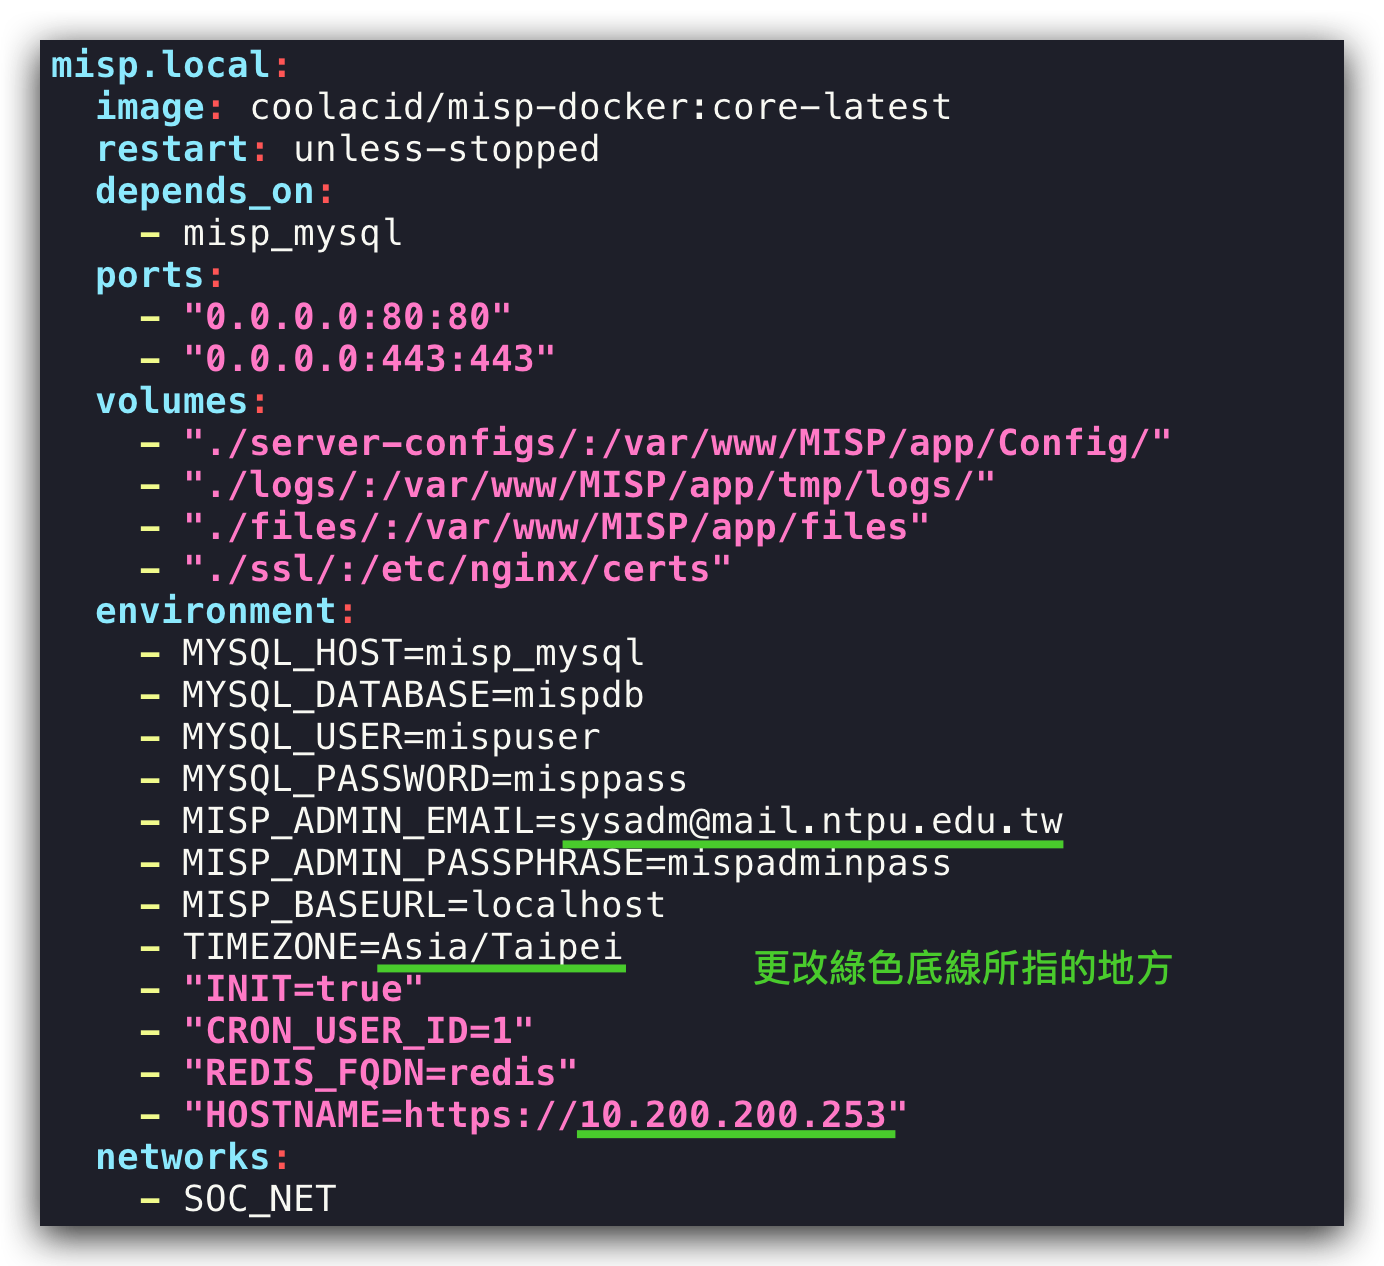 misp.local:
image: coolacid/misp-docker:core-latest
restart: unless-stopped
depends_on:
- misp_mysql
ports:
- "0.0.0.0:80:80"
- "0.0.0.0:443:443"
volumes:
- "./server-configs/:/var/www/MISP/app/Config/"
- "./logs/:/var/www/MISP/app/tmp/logs/"
- "./files/:/var/www/MISP/app/files"
- "./ssl/:/etc/nginx/certs"
environment:
- MYSQL_HOST=misp_mysql
- MYSQL_DATABASE=mispdb
- MYSQL_USER=mispuser
- MYSQL_PASSWORD=misppass
- MISP_ADMIN_EMAIL=sysadm@mail.ntpu.edu.tw
- MISP_ADMIN_PASSPHRASE=mispadminpass
- MISP_BASEURL=localhost
- TIMEZONE=Asia/Taipei
更改綠色底線所指的地方
- "INIT=true"
- "CRON_USER_ID=1"
- "REDIS_FQDN=redis"
- "HOSTNAME=https://10.200.200.253"
networks:
- SOC_NET